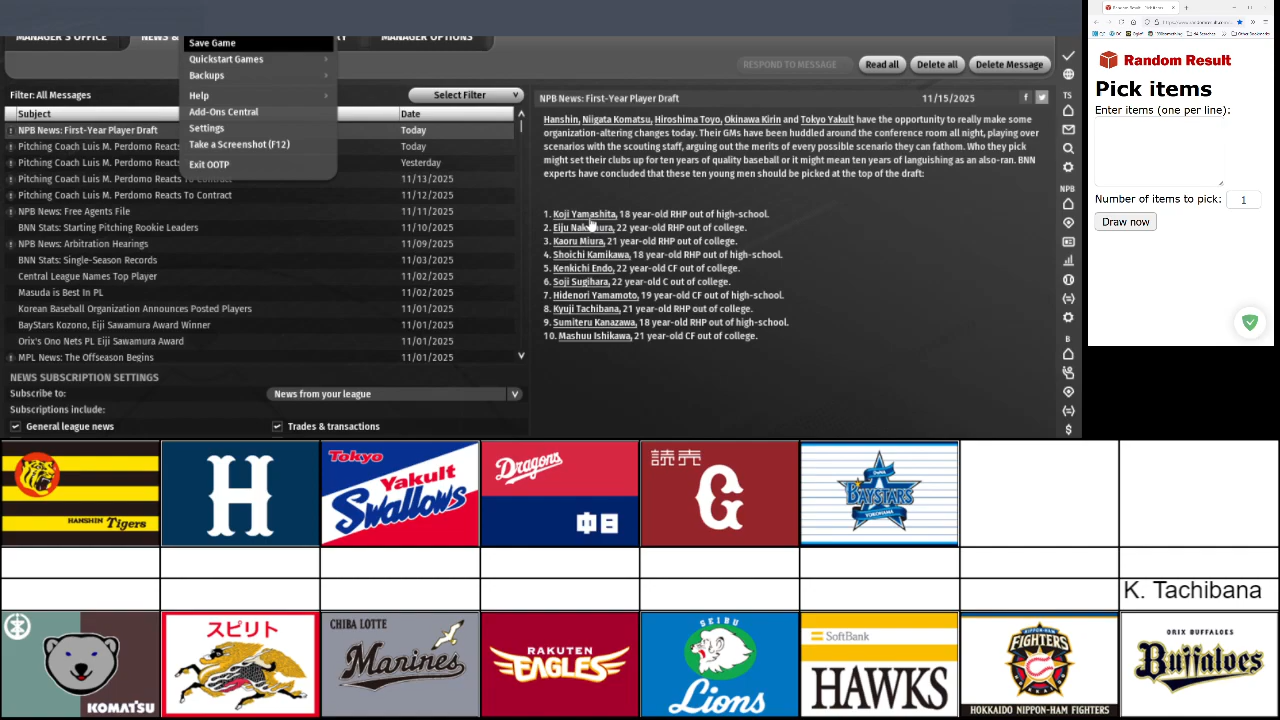 MANAGER'S OFFICE
NEWS &
MANAGER OPTIONS
Save Game
Quickstart Games
Backups
Help
Add-Ons Central
Settings
Take a Screenshot (F12)
Exit OOTP
RESPOND TO MESSAGE
Read all
Delete all
Delete Message
Filter: All Messages
Select Filter
Subject
Date
NPB News: First-Year Player Draft
Today
Pitching Coach Luis M. Perdomo Reacts
Today
Pitching Coach Luis M. Perdomo Reacts
Yesterday
Pitching Coach Luis M. Perdomo Reacts To Contract
11/13/2025
Pitching Coach Luis M. Perdomo Reacts To Contract
11/12/2025
NPB News: Free Agents File
11/11/2025
BNN Stats: Starting Pitching Rookie Leaders
11/10/2025
NPB News: Arbitration Hearings
11/09/2025
BNN Stats: Single-Season Records
11/03/2025
Central League Names Top Player
11/02/2025
Masuda is Best In PL
11/02/2025
Korean Baseball Organization Announces Posted Players
11/01/2025
BayStars Kozono, Eiji Sawamura Award Winner
11/01/2025
Orix's Ono Nets PL Eiji Sawamura Award
11/01/2025
MPL News: The Offseason Begins
11/01/2025
NEWS SUBSCRIPTION SETTINGS
Subscribe to:
News from your league
Subscriptions include:
General league news
Trades & transactions
NPB News: First-Year Player Draft
11/15/2025
Hanshin, Niigata Komatsu, Hiroshima Toyo, Okinawa Kirin and Tokyo Yakult have the opportunity to really make some
organization-altering changes today. Their GMs have been huddled around the conference room all night, playing over
scenarios with the scouting staff, arguing out the merits of every possible scenario they can fathom. Who they pick
might set their clubs up for ten years of quality baseball or it might mean ten years of languishing as an also-ran. BNN
experts have concluded that these ten young men should be picked at the top of the draft:
1. Koji Yamashita, 18 year-old RHP out of high-school.
2. Eiju Nakamura, 22 year-old RHP out of college.
3. Kaoru Miura, 21 year-old RHP out of college.
4. Shoichi Kamikawa, 18 year-old RHP out of high-school.
5. Kenkichi Endo, 22 year-old CF out of college.
6. Soji Sugihara, 22 year-old C out of college.
7. Hidenori Yamamoto, 19 year-old CF out of high-school.
8. Kyuji Tachibana, 21 year-old RHP out of college.
9. Sumiteru Kanazawa, 18 year-old RHP out of high-school.
10. Mashuu Ishikawa, 21 year-old CF out of college.
TS
NPB
B
Random Result
Pick items
Enter items (one per line):
Number of items to pick:
1
Draw now
HANSHIN Tigers
H
Tokyo
Yakult
Swallows
Dragons
中日
読売
G
BAYSTARS
YOKOHAMA
K. Tachibana
KOMATSU
スピリト
CHIBA LOTTE
Marines
RAKUTEN
EAGLES
SEIBU
Lions
SoftBank
HAWKS
NIPPON-HAM
FIGHTERS
HOKKAIDO NIPPON-HAM FIGHTERS
ORIX BUFFALOES
Buffaloes